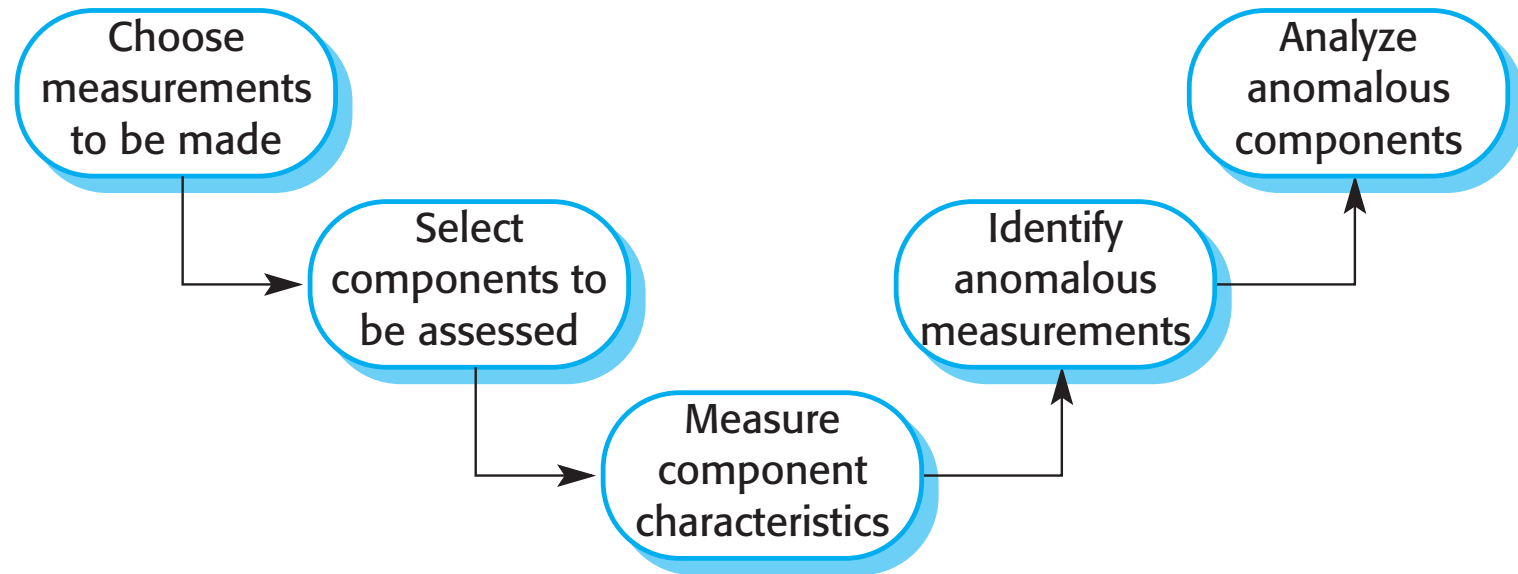 Choose
measurements
to be made
Select
components to
be assessed
Measure
component
characteristics
Identify
anomalous
measurements
Analyze
anomalous
components